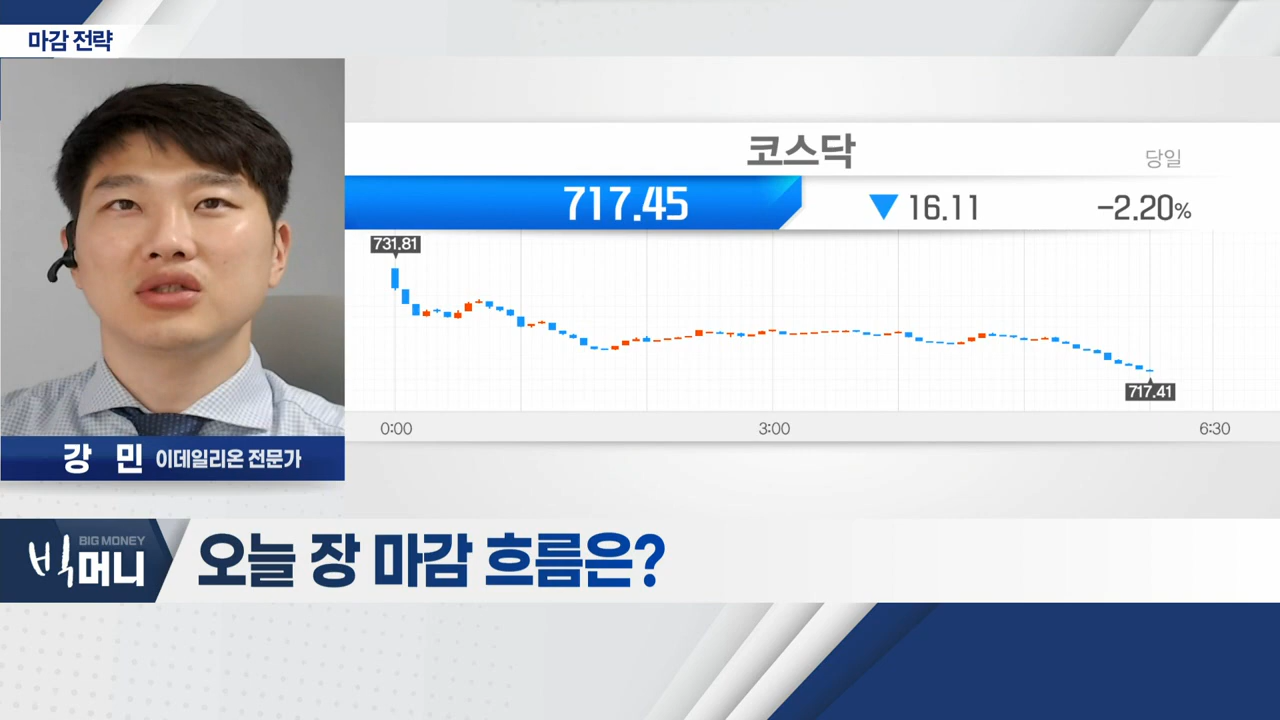 마감 전략
코스닥
당일
717.45 ▼ 16.11 -2.20%
731.81
717.41
0:00 3:00 6:30
강 민 이데일리온 전문가
BIG MONEY
빅머니
오늘 장 마감 흐름은?